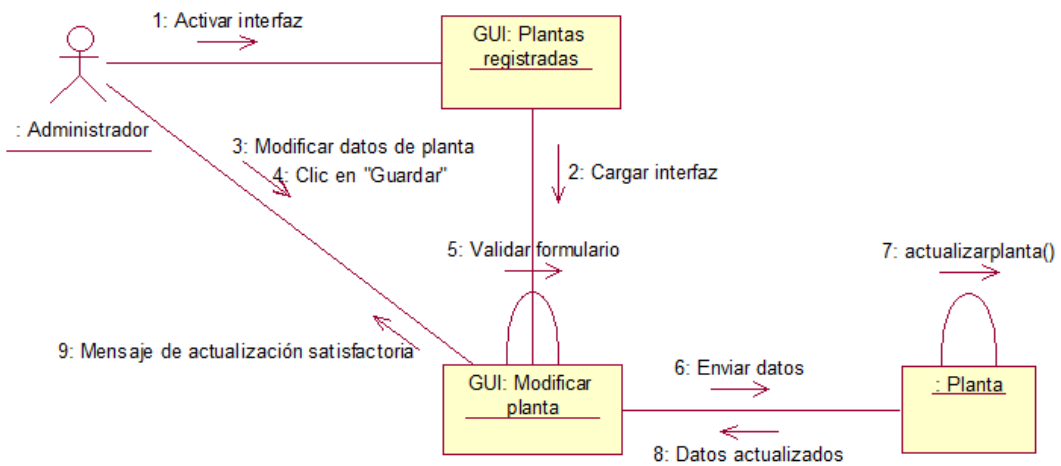 1: Activar interfaz
GUI: Plantas
registradas
: Administrador
3: Modificar datos de planta
4: Clic en "Guardar"
2: Cargar interfaz
5: Validar formulario
7: actualizarplanta()
9: Mensaje de actualización satisfactoria
GUI: Modificar
planta
6: Enviar datos
: Planta
8: Datos actualizados